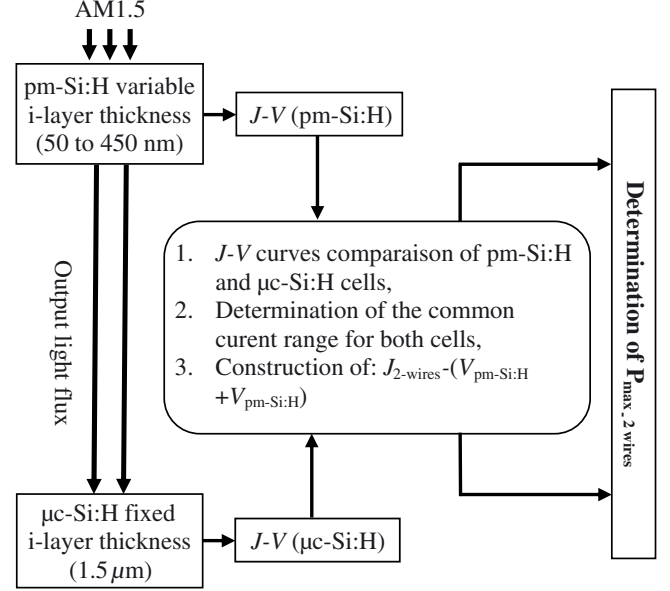 AM1.5
pm-Si:H variable
i-layer thickness
(50 to 450 nm)
J-V (pm-Si:H)
Output light flux
1. J-V curves comparaison of pm-Si:H
and µc-Si:H cells,
2. Determination of the common
curent range for both cells,
3. Construction of: J2-wires-(Vpm-Si:H
+Vpm-Si:H)
Determination of Pmax_2 wires
µc-Si:H fixed
i-layer thickness
(1.5 µm)
J-V (µc-Si:H)